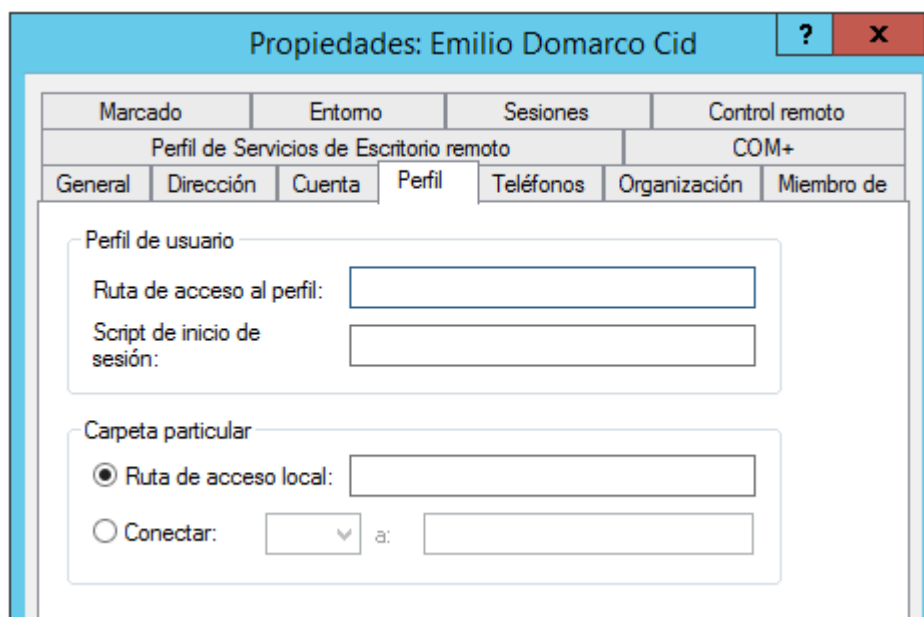 Propiedades: Emilio Domarco Cid
? x
Marcado Entorno Sesiones Control remoto
Perfil de Servicios de Escritorio remoto COM+
General Dirección Cuenta Perfil Teléfonos Organización Miembro de
Perfil de usuario
Ruta de acceso al perfil:
Script de inicio de
sesión:
Carpeta particular
Ruta de acceso local:
Conectar: a: